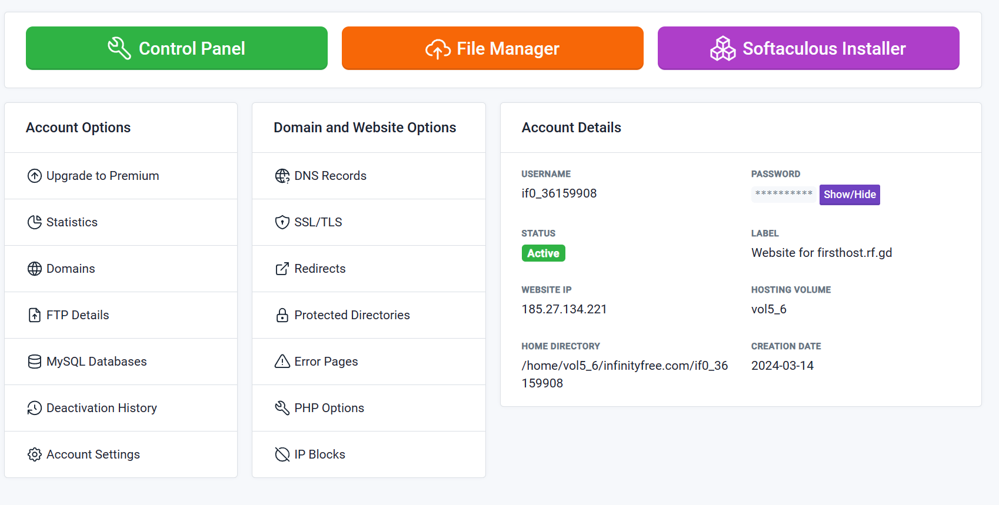 Control Panel
File Manager
Softaculous Installer
Account Options
Upgrade to Premium
Statistics
Domains
FTP Details
MySQL Databases
Deactivation History
Account Settings
Domain and Website Options
DNS Records
SSL/TLS
Redirects
Protected Directories
Error Pages
PHP Options
IP Blocks
Account Details
USERNAME
if0_36159908
PASSWORD
********** Show/Hide
STATUS
Active
LABEL
Website for firsthost.rf.gd
WEBSITE IP
185.27.134.221
HOSTING VOLUME
vol5_6
HOME DIRECTORY
/home/vol5_6/infinityfree.com/if0_36
159908
CREATION DATE
2024-03-14